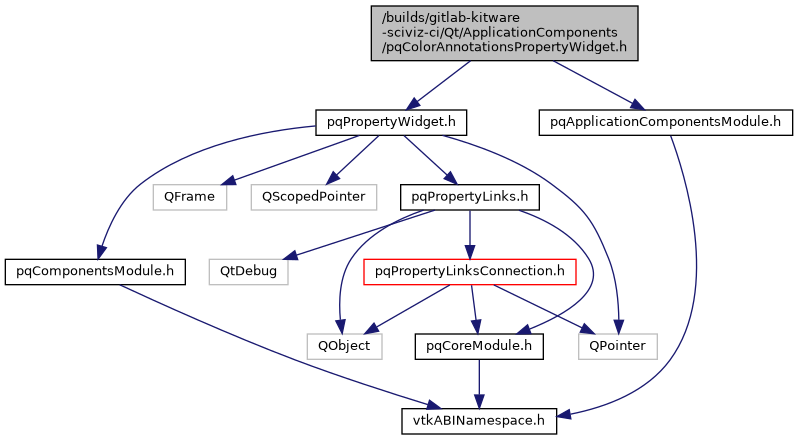 /builds/gitlab-kitware
-sciviz-ci/Qt/ApplicationComponents
/pqColorAnnotationsPropertyWidget.h
pqPropertyWidget.h
pqApplicationComponentsModule.h
QFrame
QScopedPointer
pqPropertyLinks.h
pqComponentsModule.h
QtDebug
pqPropertyLinksConnection.h
QObject
pqCoreModule.h
QPointer
vtkABINamespace.h